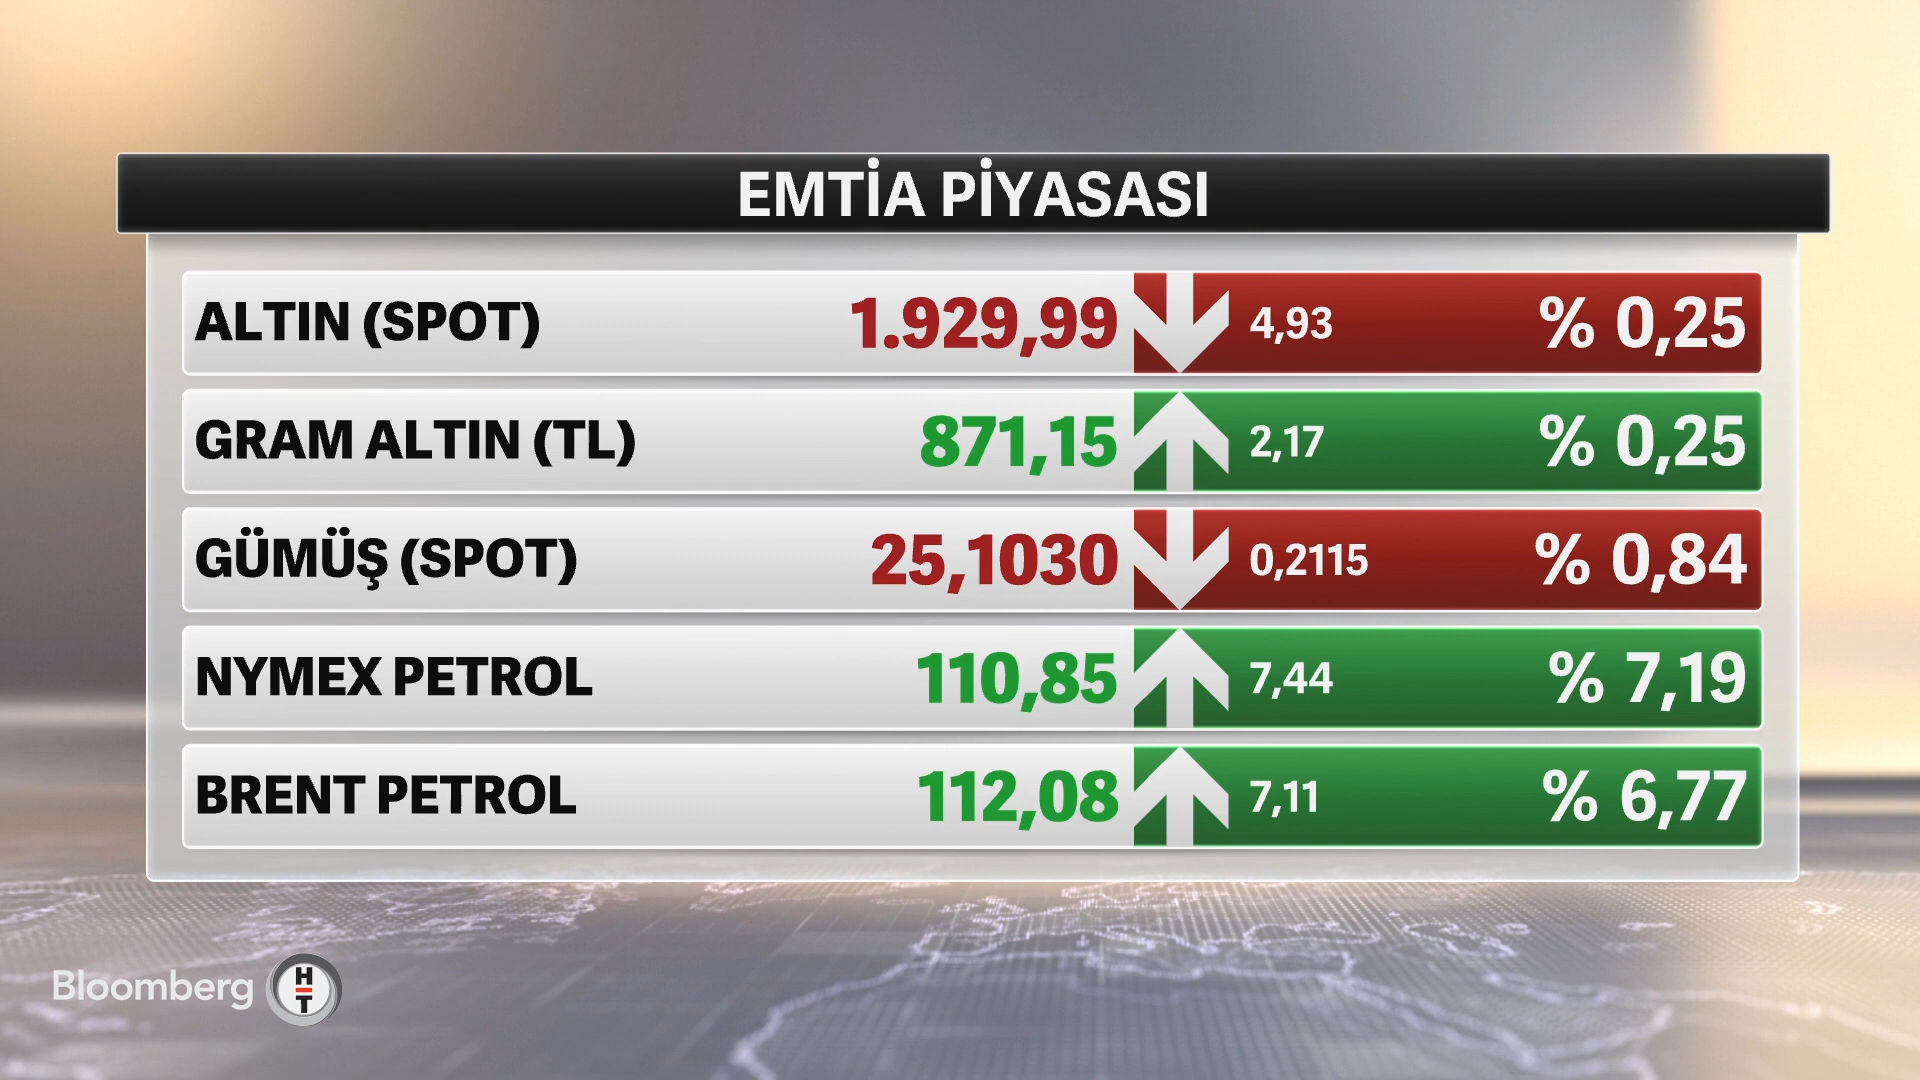 EMTİA PİYASASI
ALTIN (SPOT) 1.929,99 4,93 % 0,25
GRAM ALTIN (TL) 871,15 2,17 % 0,25
GÜMÜŞ (SPOT) 25,1030 0,2115 % 0,84
NYMEX PETROL 110,85 7,44 % 7,19
BRENT PETROL 112,08 7,11 % 6,77
Bloomberg HT